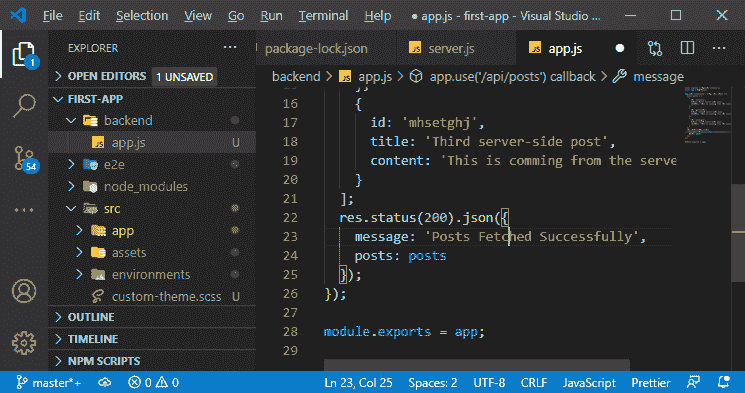 File Edit Selection View Go Run Terminal Help ● app.js - first-app - Visual Studio ...
EXPLORER
package-lock.json JS server.js JS app.js
backend > JS app.js > app.use('/api/posts') callback > message
OPEN EDITORS 1 UNSAVED
FIRST-APP
backend
JS app.js U
e2e
node_modules
src
app
assets
environments
custom-theme.scss U
OUTLINE
TIMELINE
NPM SCRIPTS
1
54
16 {
17 id: 'mhsetghj',
18 title: 'Third server-side post',
19 content: 'This is comming from the serve
20 }
21 ];
22 res.status(200).json({
23 message: 'Posts Fetched Successfully',
24 posts: posts
25 });
26 });
27
28 module.exports = app;
29
master*+ 0 0 Ln 23, Col 25 Spaces: 2 UTF-8 CRLF JavaScript Prettier